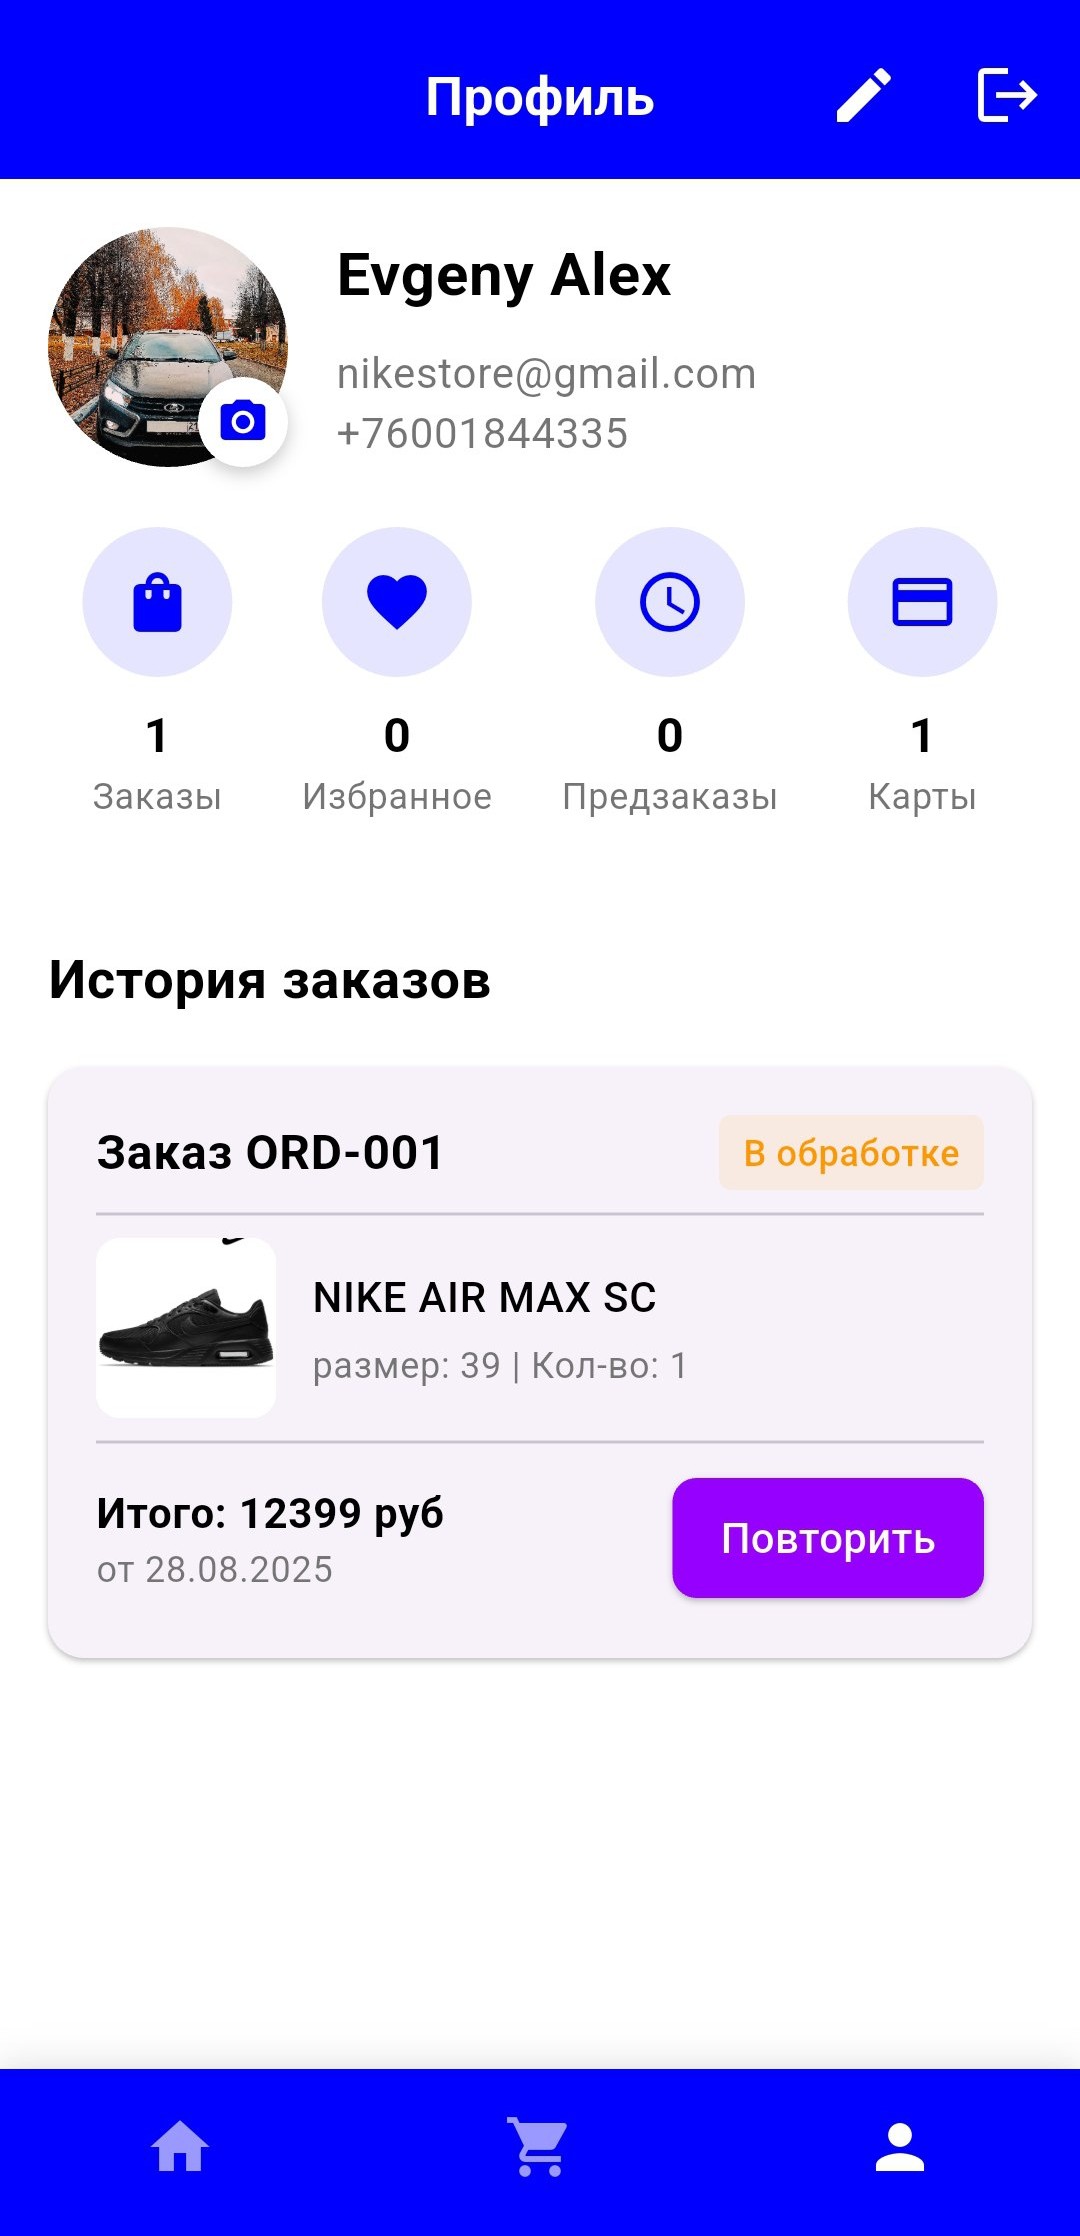 Профиль
Evgeny Alex
nikestore@gmail.com
+76001844335
1
0
0
1
Заказы
Избранное
Предзаказы
Карты
История заказов
Заказ ORD-001
В обработке
NIKE AIR MAX SC
размер: 39 | Кол-во: 1
Итого: 12399 руб
от 28.08.2025
Повторить